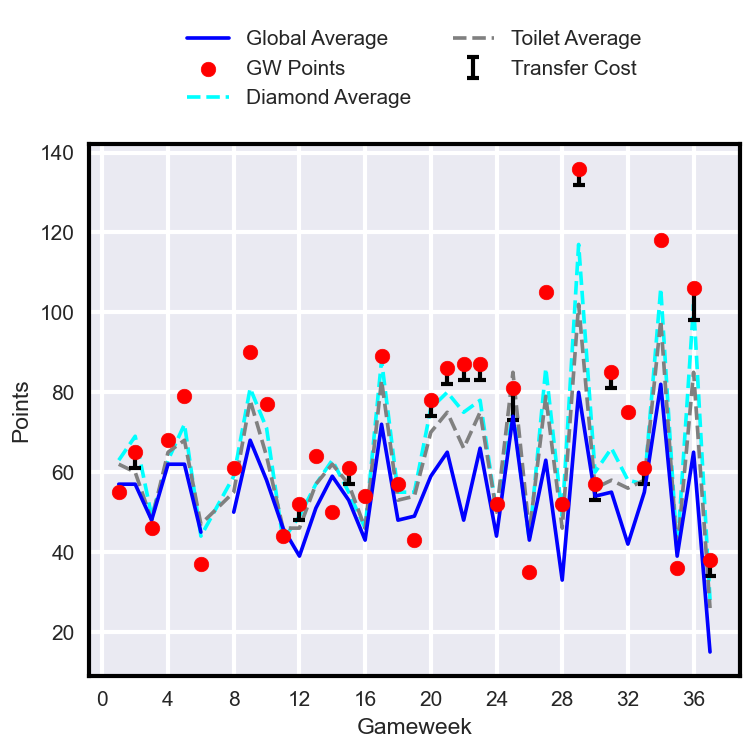 Global Average
GW Points
Diamond Average
Toilet Average
Transfer Cost
140
120
100
80
60
40
20
Points
0 4 8 12 16 20 24 28 32 36
Gameweek